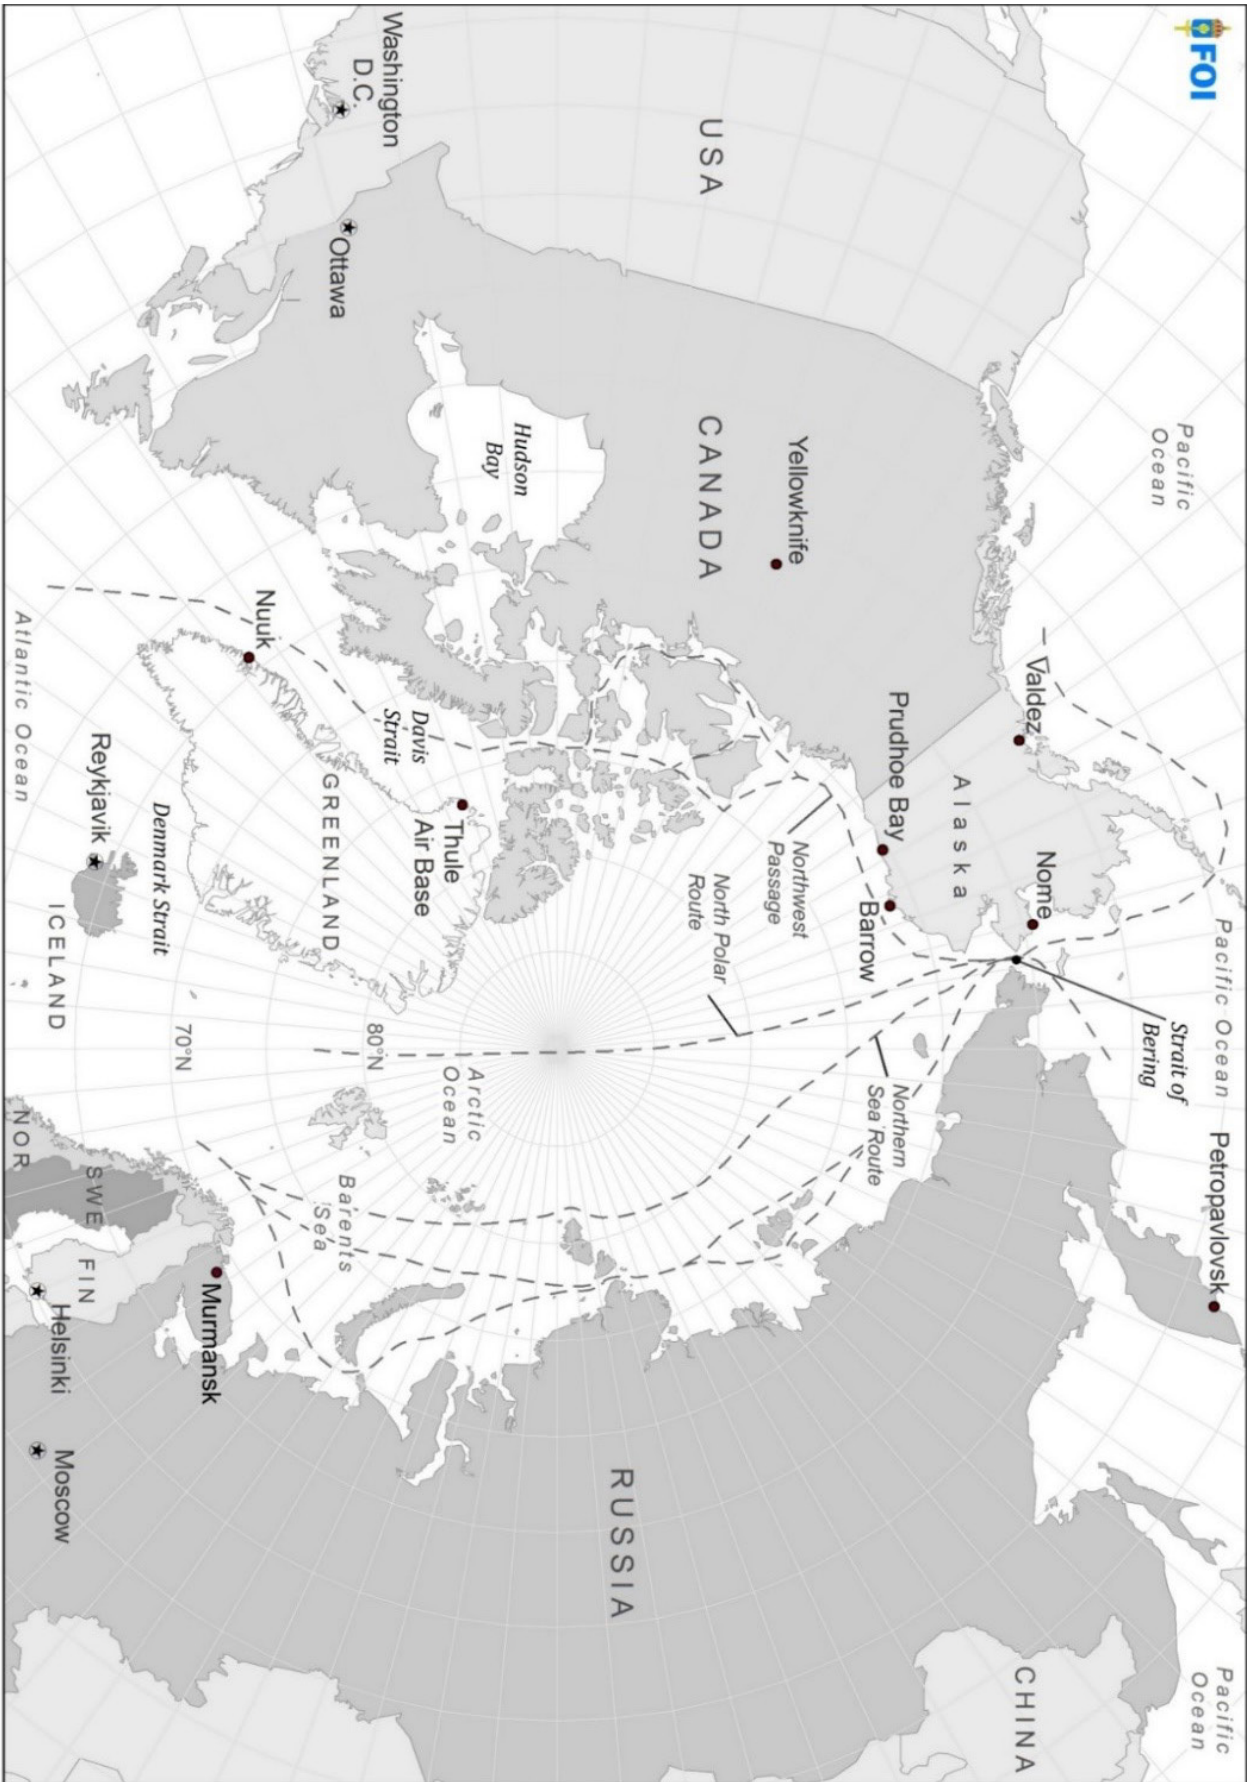 FOI
Pacific
Ocean
Pacific Ocean
Strait of
Bering
Petropavlovsk
Pacific
Ocean
Valdez
Nome
Alaska
Prudhoe Bay
Barrow
Northern
Sea Route
CHINA
USA
CANADA
Yellowknife
Northwest
Passage
North Polar
Route
RUSSIA
Hudson
Bay
Thule
Air Base
Arctic
Ocean
Washington
D.C.
Ottawa
Davis
Strait
GREENLAND
80°N
Barents
Sea
Nuuk
Denmark Strait
70°N
Murmansk
Reykjavik
ICELAND
Atlantic Ocean
NOR
SWE
FIN
Helsinki
Moscow